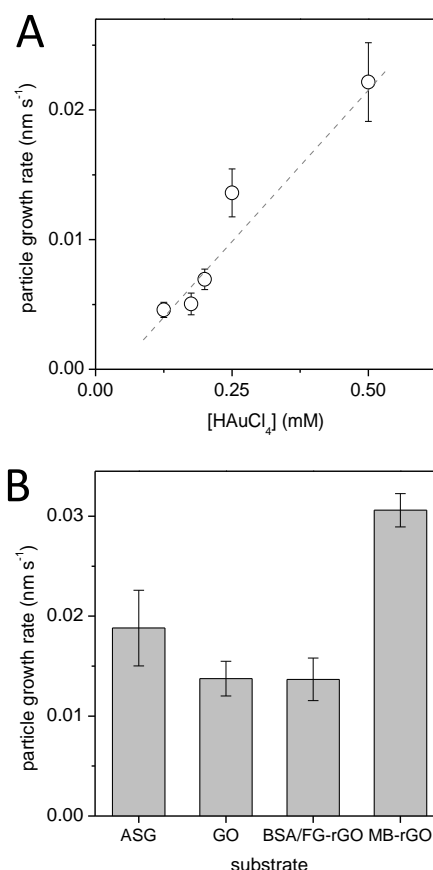 A
particle growth rate (nm s⁻¹)
0.02
0.01
0.00
0.00 0.25 0.50
[HAuCl₄] (mM)
B
particle growth rate (nm s⁻¹)
0.03
0.02
0.01
0.00
ASG GO BSA/FG-rGO MB-rGO
substrate